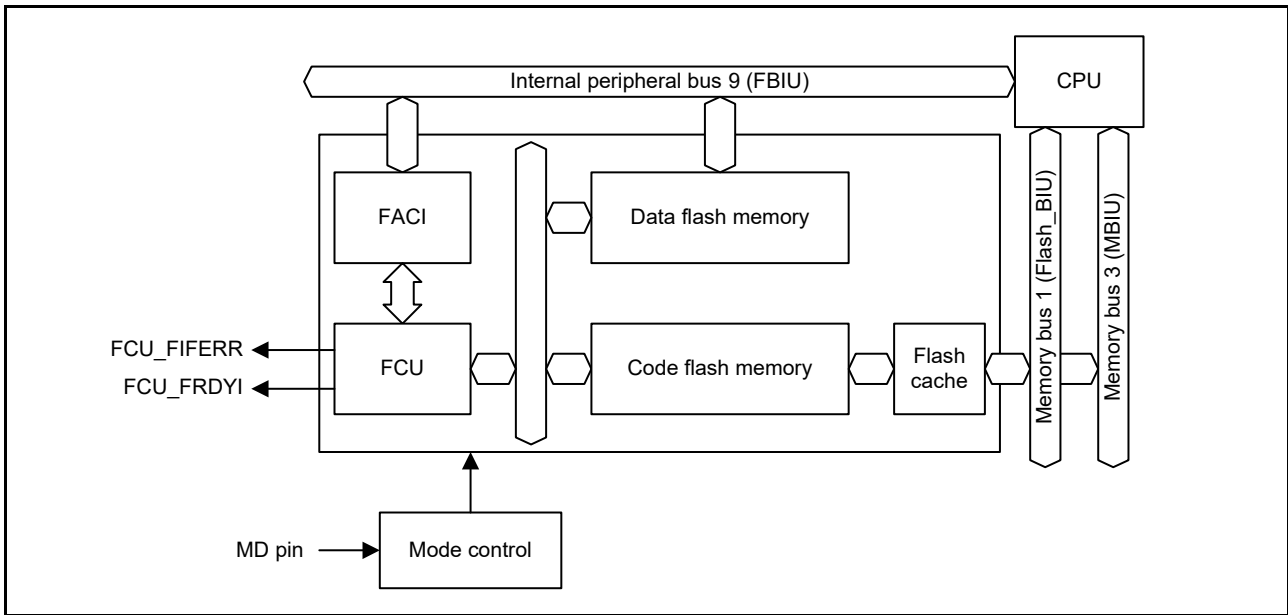 Internal peripheral bus 9 (FBIU)
CPU
FACI
Data flash memory
Memory bus 1 (Flash_BIU)
Memory bus 3 (MBIU)
FCU_FIFERR
FCU_FRDYI
FCU
Code flash memory
Flash
cache
MD pin
Mode control